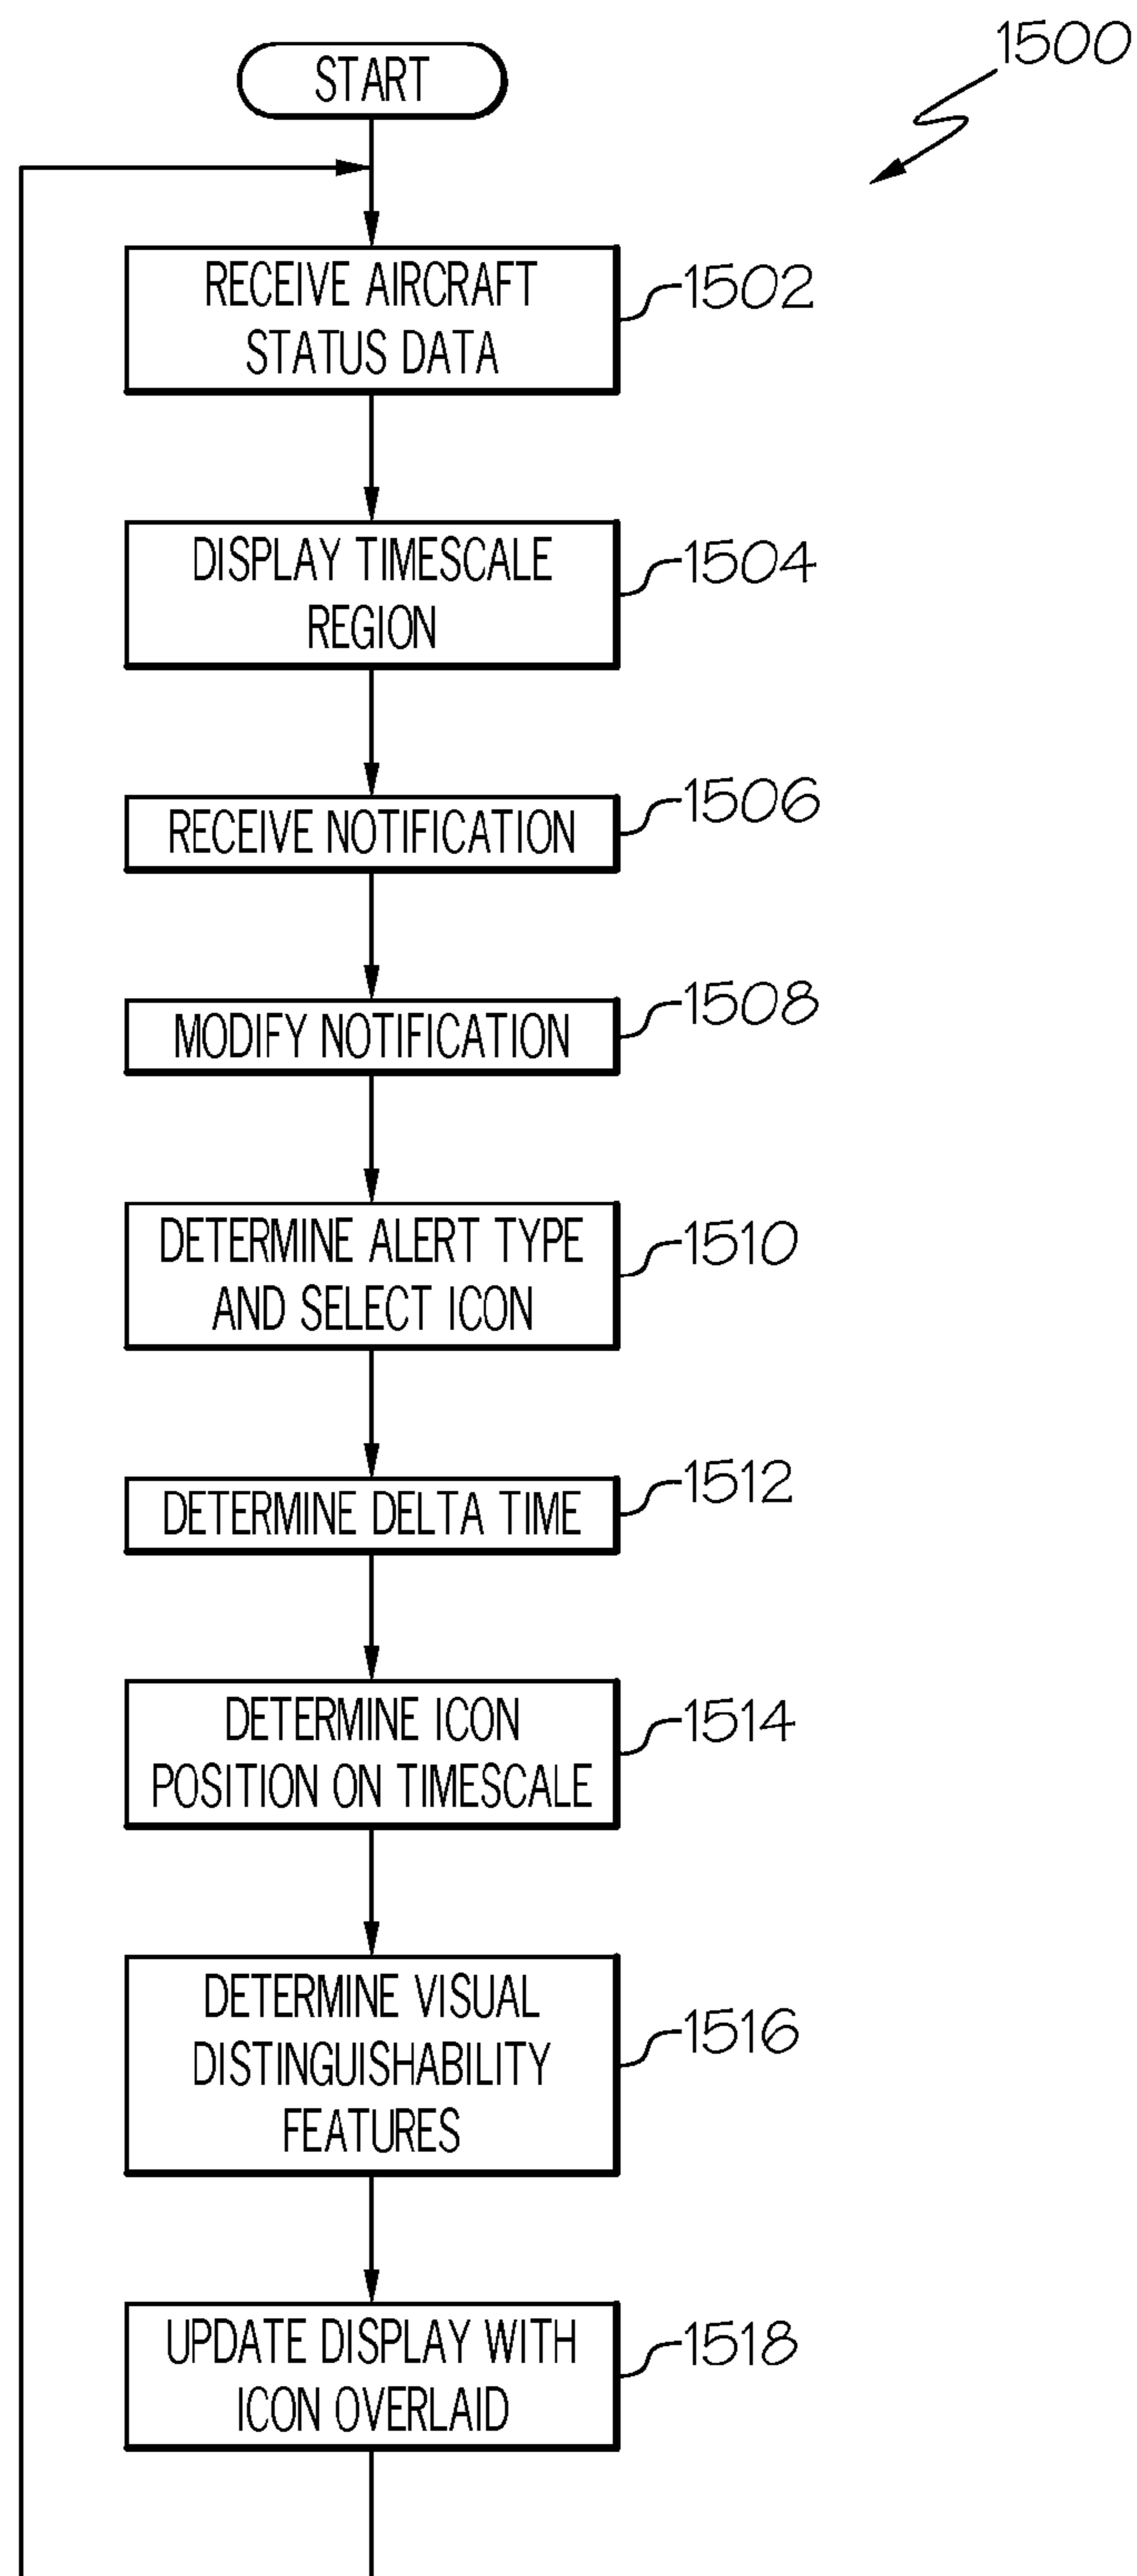 1500
START
RECEIVE AIRCRAFT
STATUS DATA
1502
DISPLAY TIMESCALE
REGION
1504
RECEIVE NOTIFICATION
1506
MODIFY NOTIFICATION
1508
DETERMINE ALERT TYPE
AND SELECT ICON
1510
DETERMINE DELTA TIME
1512
DETERMINE ICON
POSITION ON TIMESCALE
1514
DETERMINE VISUAL
DISTINGUISHABILITY
FEATURES
1516
UPDATE DISPLAY WITH
ICON OVERLAID
1518